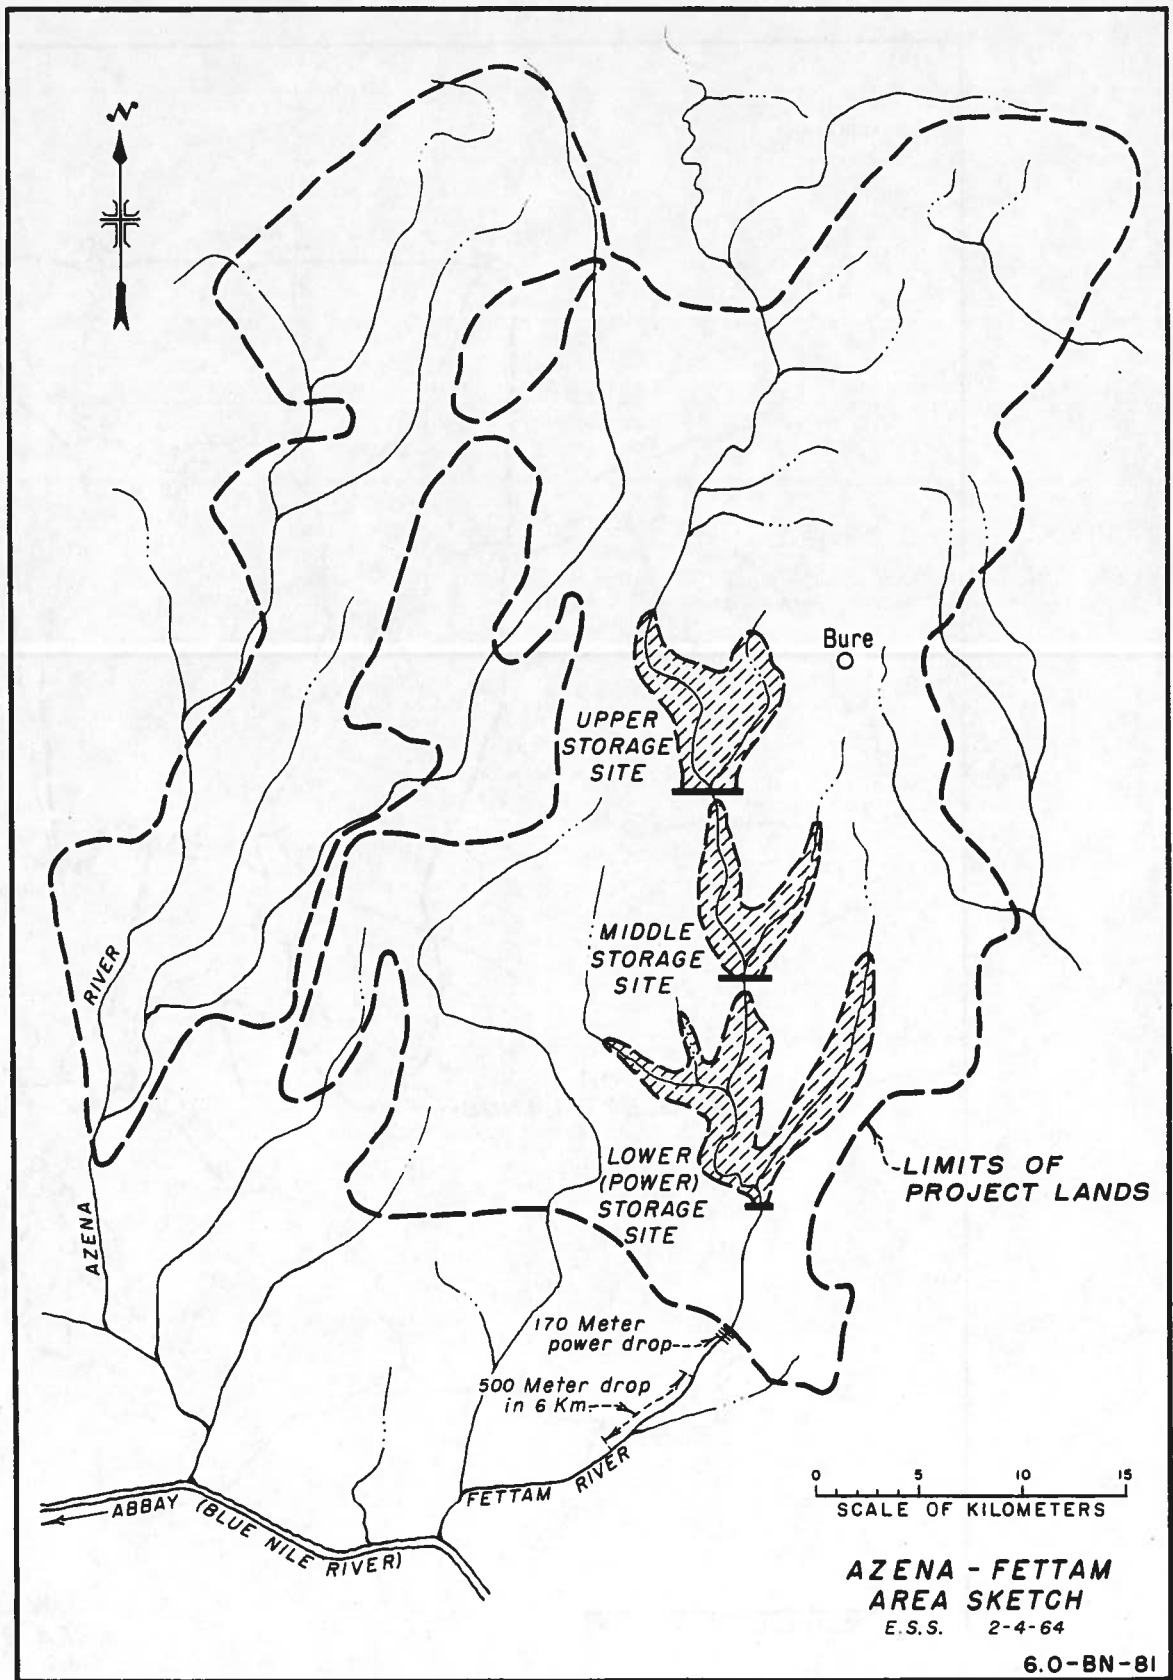 N
Bure
UPPER
STORAGE
SITE
MIDDLE
STORAGE
SITE
RIVER
AZENA
LOWER
(POWER)
STORAGE
SITE
LIMITS OF
PROJECT LANDS
170 Meter
power drop
500 Meter drop
in 6 Km.
FETTAM RIVER
ABBAY (BLUE NILE RIVER)
0 5 10 15
SCALE OF KILOMETERS
AZENA - FETTAM
AREA SKETCH
E.S.S. 2-4-64
6.0-BN-81